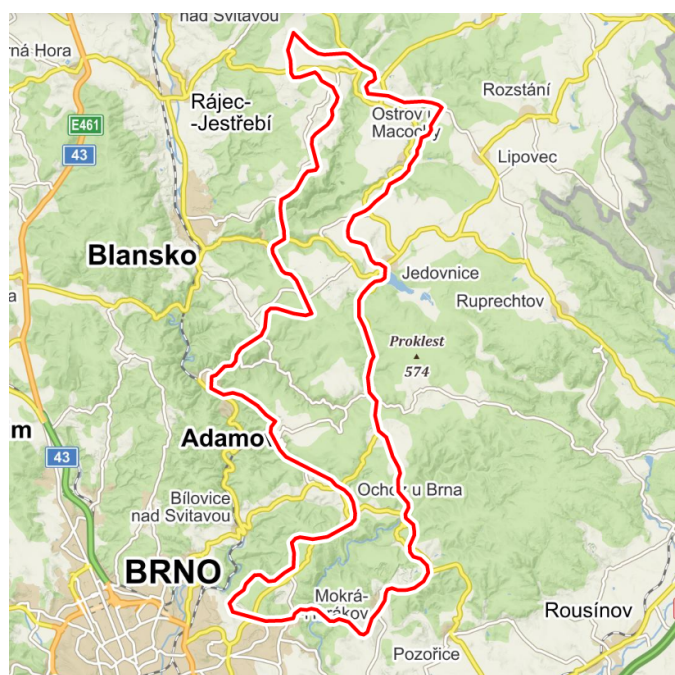 nad Svitavou
rná Hora
Rozstání
Rájec-
-Jestřebí
E461
Ostrov u
Macochy
43
Lipovec
Blansko
Jedovnice
a
Ruprechtov
Proklest
574
m
Adamov
43
Ochoz u Brna
Bílovice
nad Svitavou
BRNO
Mokrá-
Rousínov
Pozořice